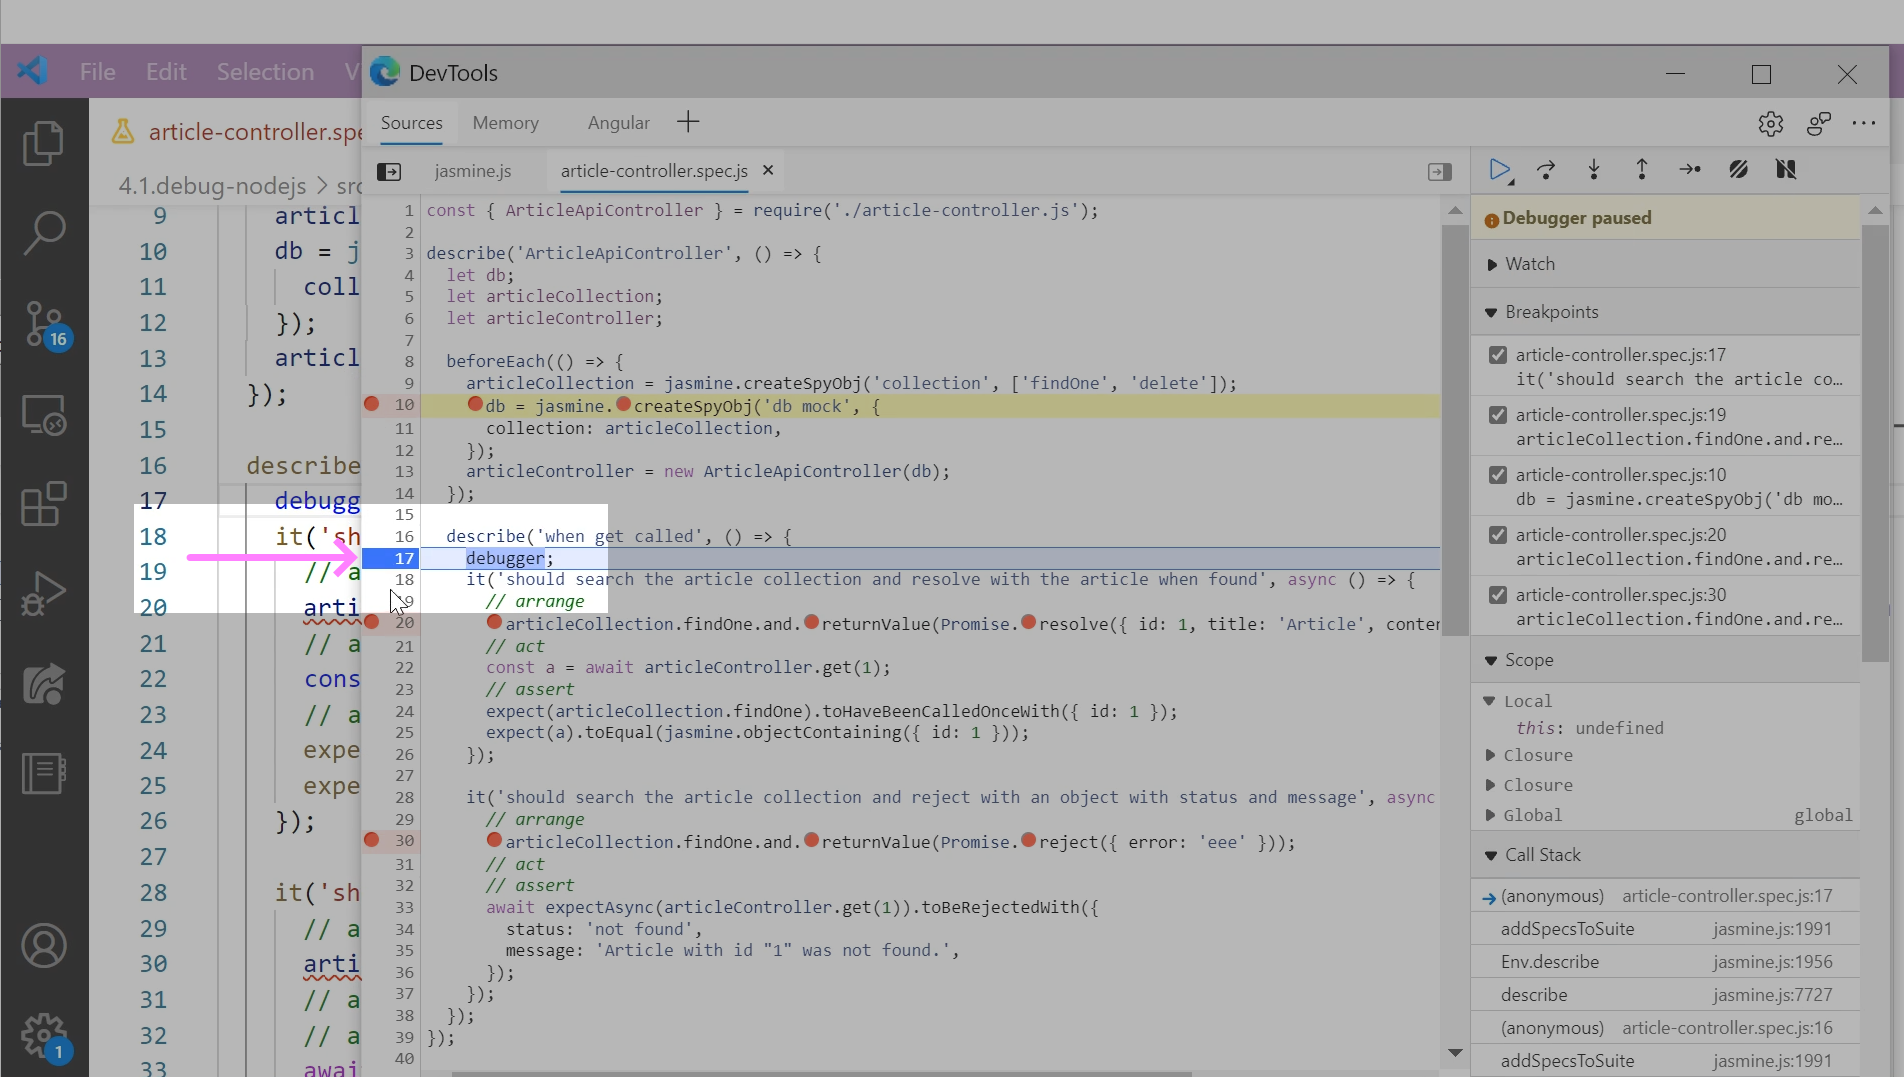 File Edit Selection V
DevTools
article-controller.spe
4.1.debug-nodejs > src
9 articl
10 db = j
11 coll
12 });
13 articl
14 });
15
16 describe
17 debugg
18 it('sh
19 // a
20 arti
21 // a
22 cons
23 // a
24 expe
25 expe
26 });
27
28 it('sh
29 // a
30 arti
31 // a
32 // a
33 awai
16
1
Sources Memory Angular
jasmine.js article-controller.spec.js
1 const { ArticleApiController } = require('./article-controller.js');
2
3 describe('ArticleApiController', () => {
4 let db;
5 let articleCollection;
6 let articleController;
7
8 beforeEach(() => {
9 articleCollection = jasmine.createSpyObj('collection', ['findOne', 'delete']);
10 db = jasmine.createSpyObj('db mock', {
11 collection: articleCollection,
12 });
13 articleController = new ArticleApiController(db);
14 });
15
16 describe('when get called', () => {
17 debugger;
18 it('should search the article collection and resolve with the article when found', async () => {
19 // arrange
20 articleCollection.findOne.and.returnValue(Promise.resolve({ id: 1, title: 'Article', conter
21 // act
22 const a = await articleController.get(1);
23 // assert
24 expect(articleCollection.findOne).toHaveBeenCalledOnceWith({ id: 1 });
25 expect(a).toEqual(jasmine.objectContaining({ id: 1 }));
26 });
27
28 it('should search the article collection and reject with an object with status and message', async
29 // arrange
30 articleCollection.findOne.and.returnValue(Promise.reject({ error: 'eee' }));
31 // act
32 // assert
33 await expectAsync(articleController.get(1)).toBeRejectedWith({
34 status: 'not found',
35 message: 'Article with id "1" was not found.',
36 });
37 });
38 });
39 });
40
Debugger paused
Watch
Breakpoints
article-controller.spec.js:17
it('should search the article co...
article-controller.spec.js:19
articleCollection.findOne.and.re...
article-controller.spec.js:10
db = jasmine.createSpyObj('db mo...
article-controller.spec.js:20
articleCollection.findOne.and.re...
article-controller.spec.js:30
articleCollection.findOne.and.re...
Scope
Local
this: undefined
Closure
Closure
Global global
Call Stack
(anonymous) article-controller.spec.js:17
addSpecsToSuite jasmine.js:1991
Env.describe jasmine.js:1956
describe jasmine.js:7727
(anonymous) article-controller.spec.js:16
addSpecsToSuite jasmine.js:1991